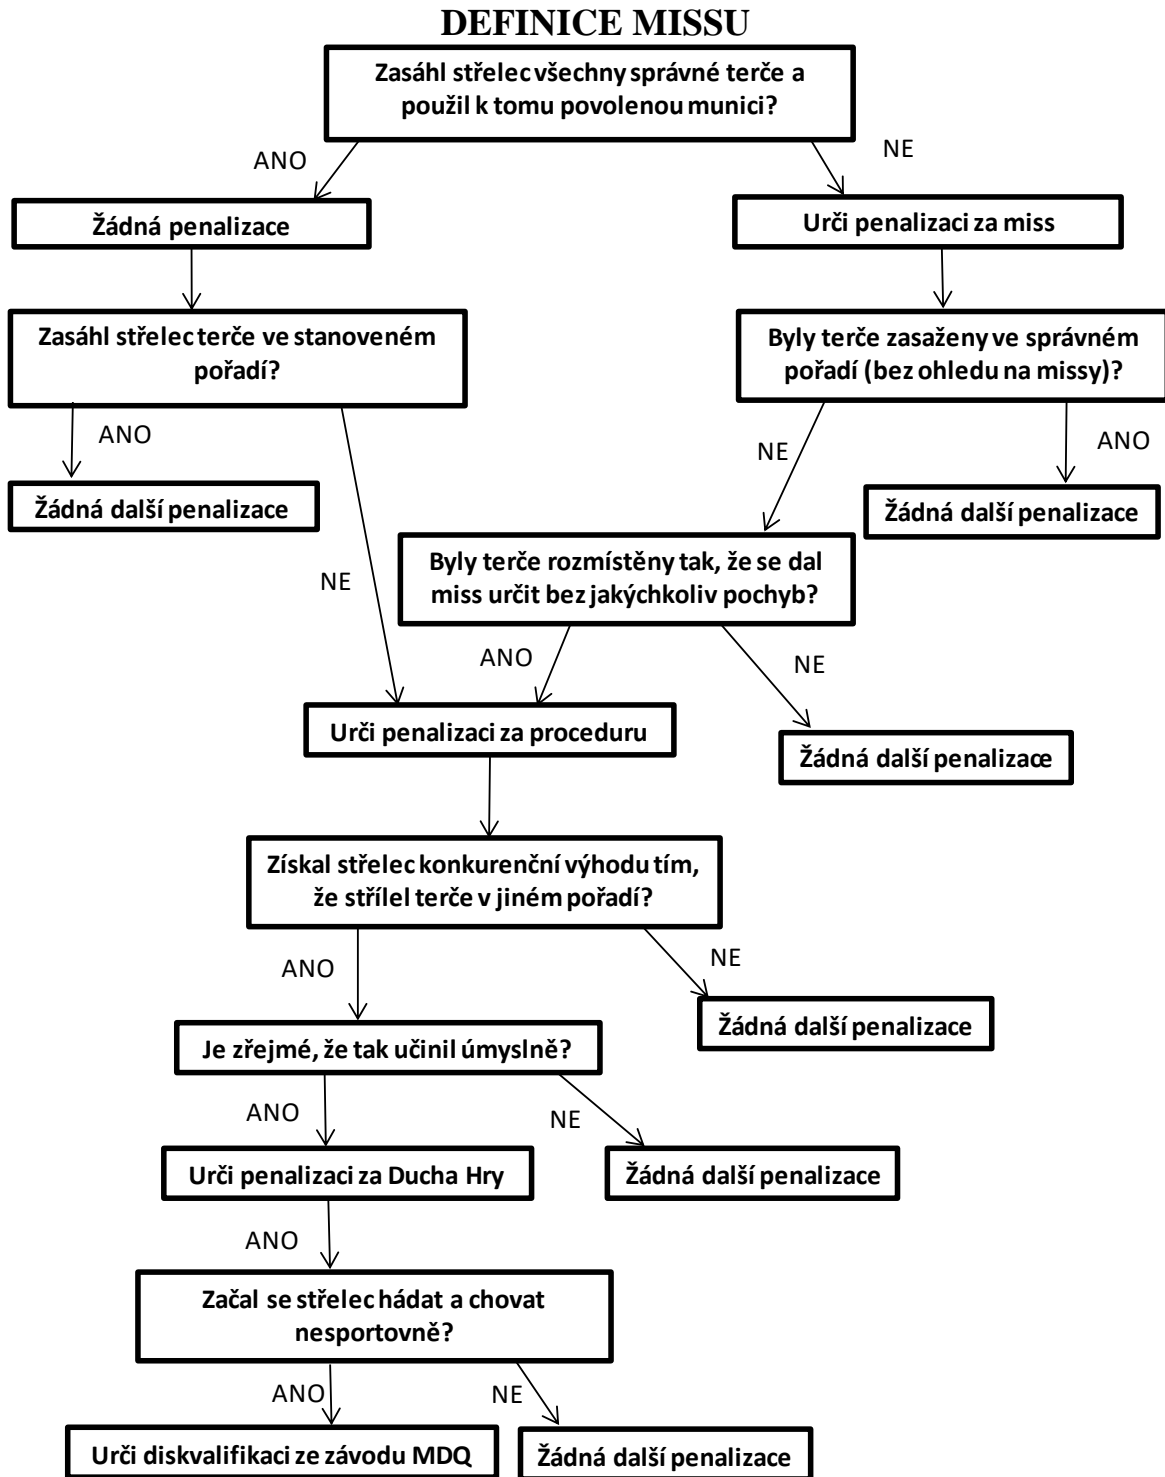 DEFINICE MISSU
Zasáhl střelec všechny správné terče a
použil k tomu povolenou munici?
ANO
NE
Žádná penalizace
Urči penalizaci za miss
Zasáhl střelec terče ve stanoveném
pořadí?
Byly terče zasaženy ve správném
pořadí (bez ohledu na missy)?
ANO
NE
ANO
Žádná další penalizace
Žádná další penalizace
Byly terče rozmístěny tak, že se dal
miss určit bez jakýchkoliv pochyb?
NE
ANO
NE
Urči penalizaci za proceduru
Žádná další penalizace
Získal střelec konkurenční výhodu tím,
že střílel terče v jiném pořadí?
ANO
NE
Žádná další penalizace
Je zřejmé, že tak učinil úmyslně?
ANO
NE
Urči penalizaci za Ducha Hry
Žádná další penalizace
ANO
Začal se střelec hádat a chovat
nesportovně?
ANO
NE
Urči diskvalifikaci ze závodu MDQ
Žádná další penalizace